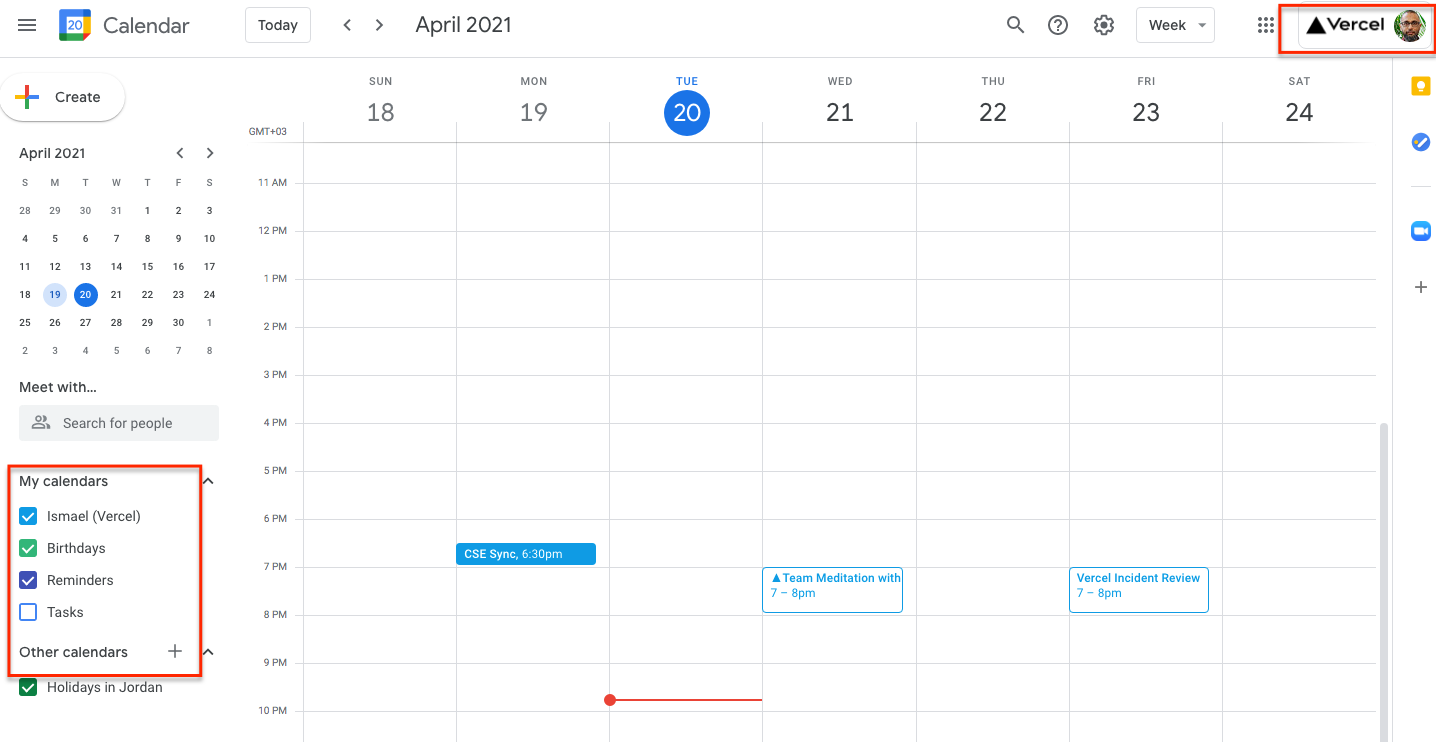 20 Calendar Today April 2021 Week Vercel
Create
SUN MON TUE WED THU FRI SAT
18 19 20 21 22 23 24
GMT+03
April 2021
S M T W T F S
28 29 30 31 1 2 3
4 5 6 7 8 9 10
11 12 13 14 15 16 17
18 19 20 21 22 23 24
25 26 27 28 29 30 1
2 3 4 5 6 7 8
Meet with...
Search for people
My calendars
Ismael (Vercel)
Birthdays
Reminders
Tasks
Other calendars
Holidays in Jordan
11 AM
12 PM
1 PM
2 PM
3 PM
4 PM
5 PM
6 PM
7 PM
8 PM
9 PM
10 PM
CSE Sync, 6:30pm
▲Team Meditation with
7 – 8pm
Vercel Incident Review
7 – 8pm